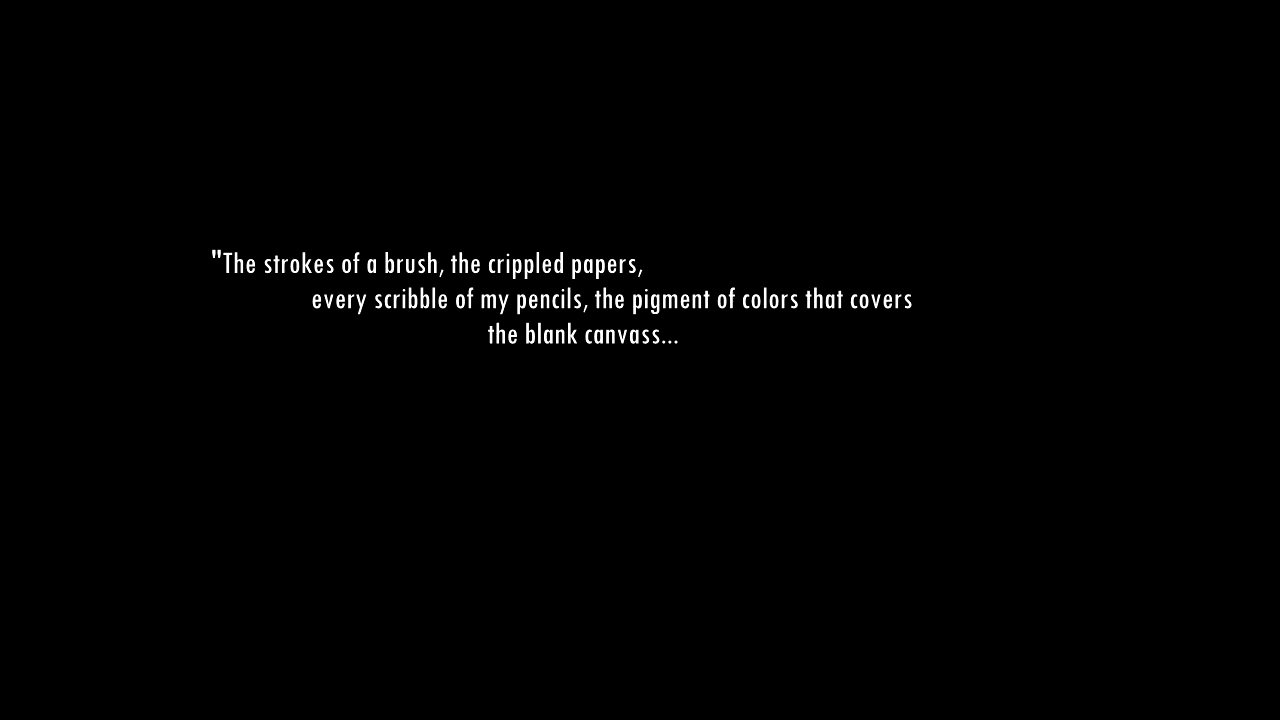 "The strokes of a brush, the crippled papers,
every scribble of my pencils, the pigment of colors that covers
the blank canvass...